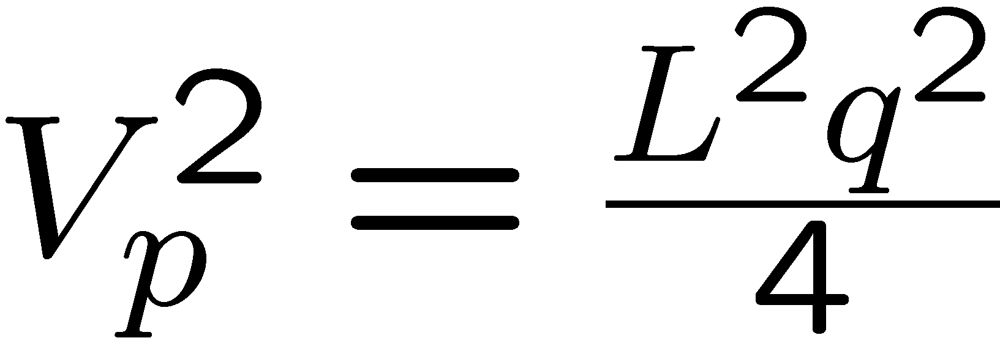 V_p^2 = \frac{L^2 q^2}{4}